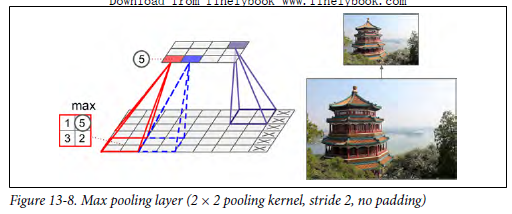 Download from finelybook www.finelybook.com
5
max
1 5
3 2
X
X
X
X
X
Figure 13-8. Max pooling layer (2 × 2 pooling kernel, stride 2, no padding)